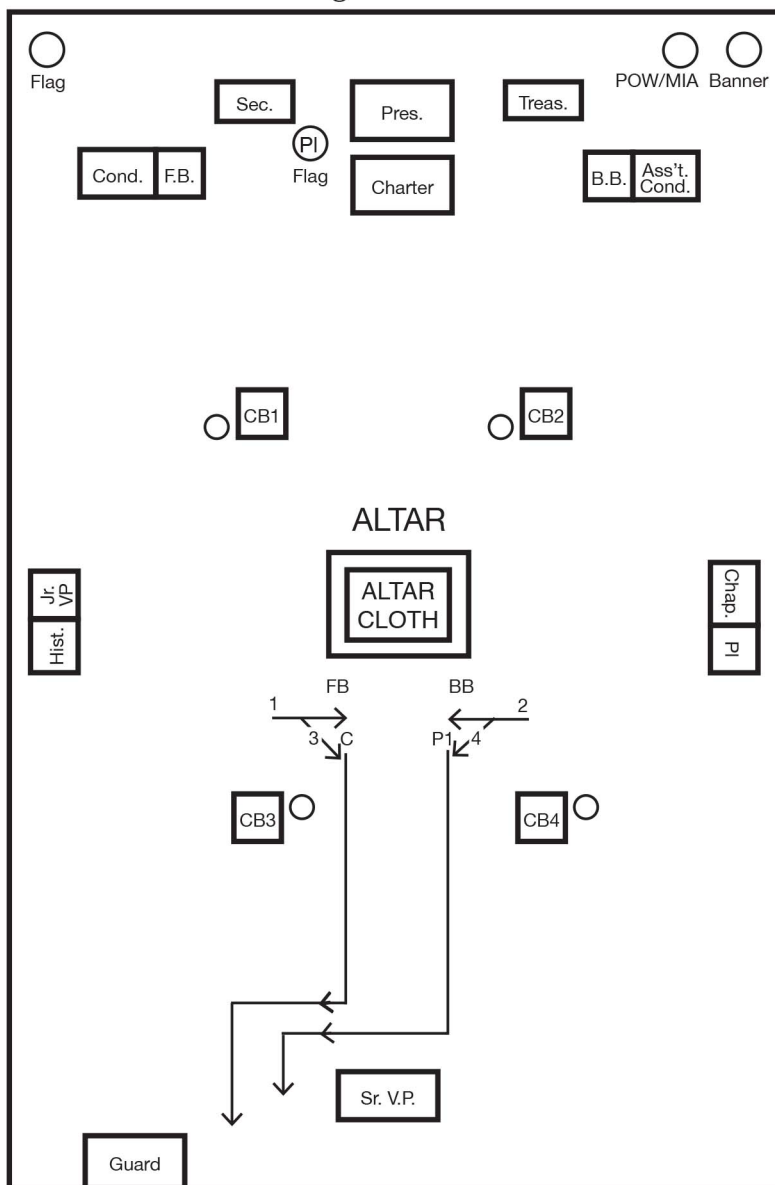 Flag
POW/MIA Banner
Sec.
Pres.
Treas.
PI
Flag
Cond.
F.B.
Charter
B.B.
Ass't.
Cond.
CB1
CB2
ALTAR
ALTAR
CLOTH
Jr.
VP
Hist.
Chap.
PI
FB
BB
1
2
3
C
P1
4
CB3
CB4
Sr. V.P.
Guard